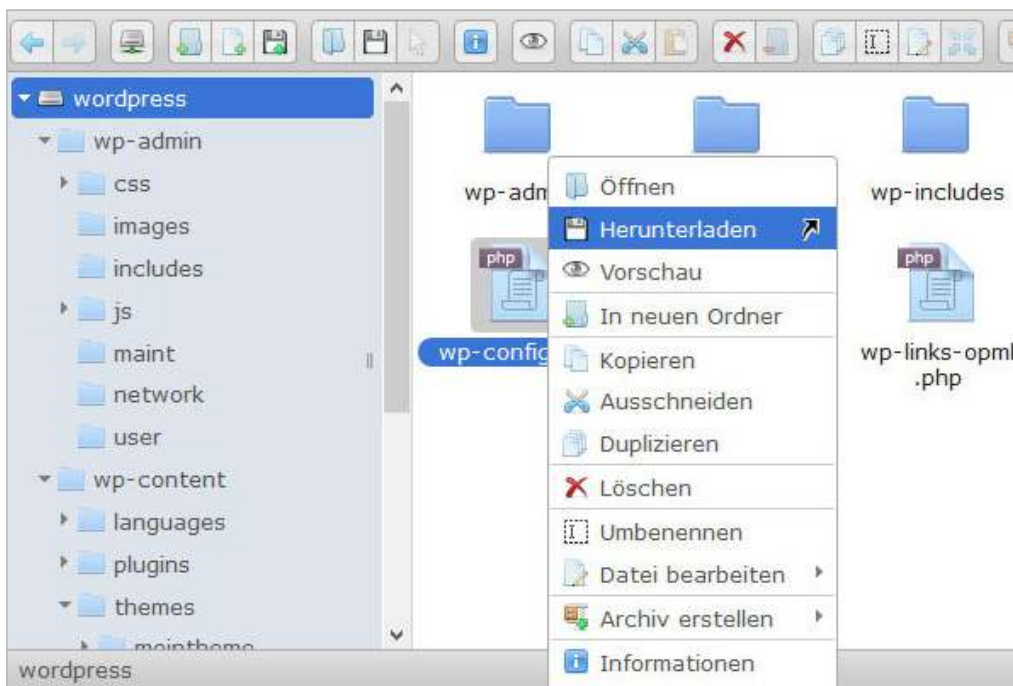 wordpress
wp-admin
css
images
includes
js
maint
network
user
wp-content
languages
plugins
themes
wordpress
wp-adm
wp-includes
php
wp-config
php
wp-links-opml
.php
Öffnen
Herunterladen
Vorschau
In neuen Ordner
Kopieren
Ausschneiden
Duplizieren
Löschen
Umbenennen
Datei bearbeiten
Archiv erstellen
Informationen